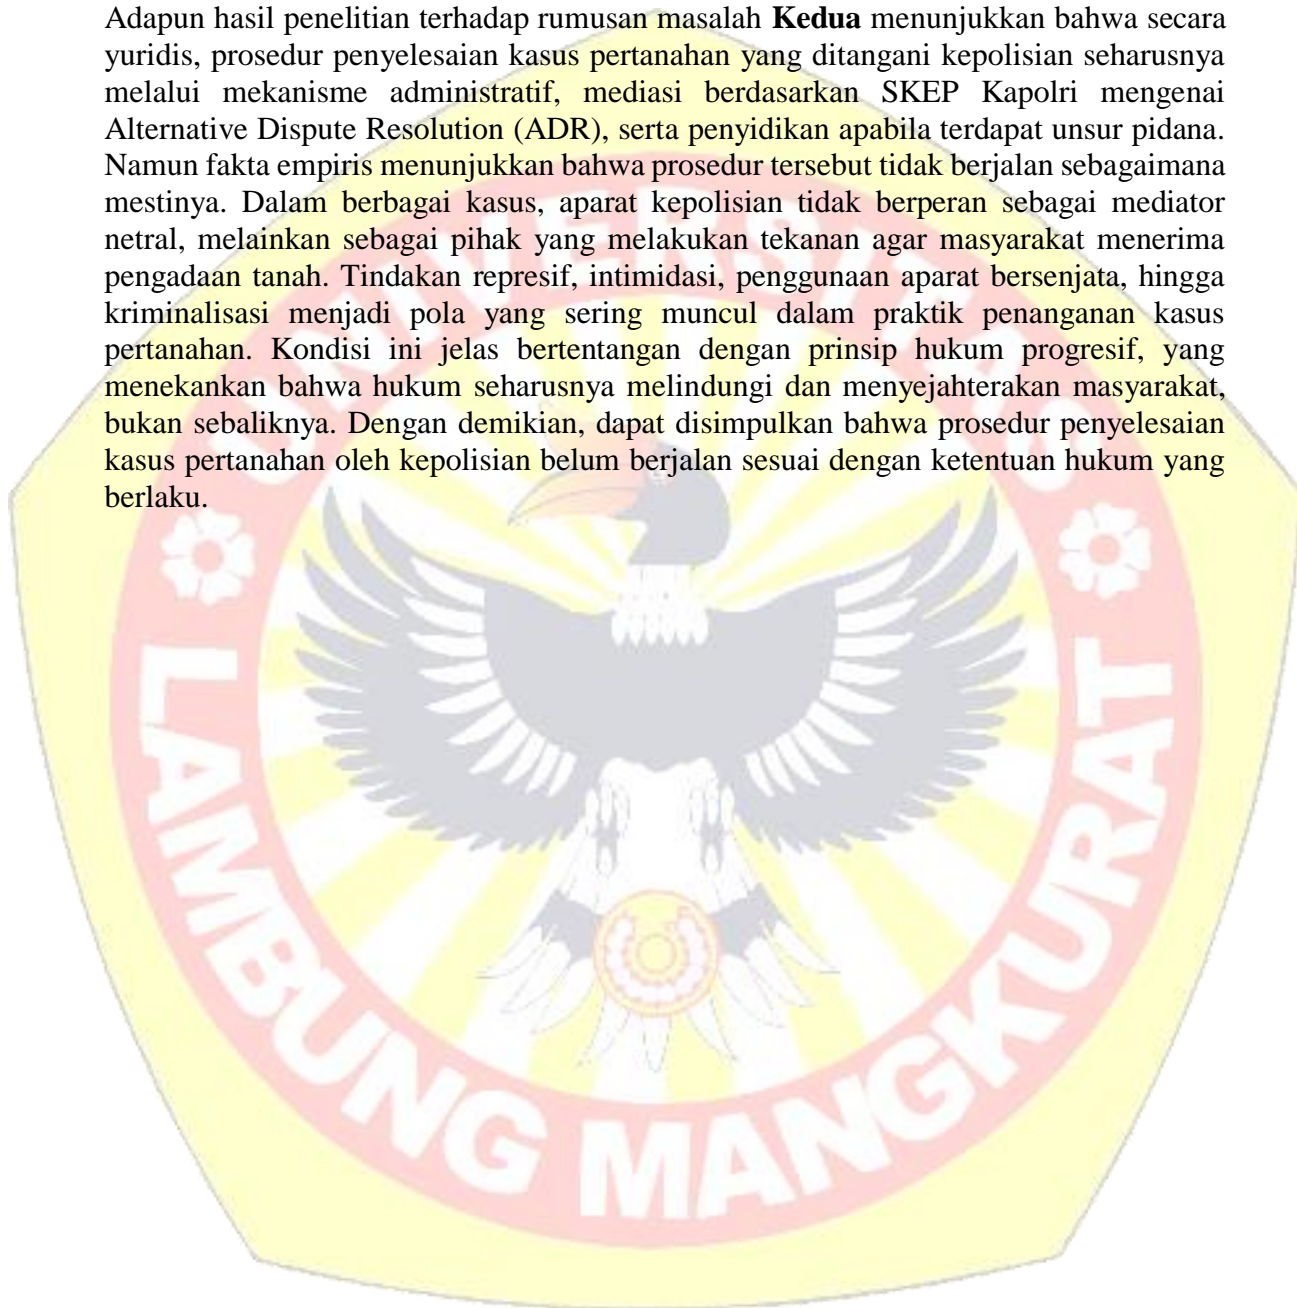 Adapun hasil penelitian terhadap rumusan masalah Kedua menunjukkan bahwa secara
yuridis, prosedur penyelesaian kasus pertanahan yang ditangani kepolisian seharusnya
melalui mekanisme administratif, mediasi berdasarkan SKEP Kapolri mengenai
Alternative Dispute Resolution (ADR), serta penyidikan apabila terdapat unsur pidana.
Namun fakta empiris menunjukkan bahwa prosedur tersebut tidak berjalan sebagaimana
mestinya. Dalam berbagai kasus, aparat kepolisian tidak berperan sebagai mediator
netral, melainkan sebagai pihak yang melakukan tekanan agar masyarakat menerima
pengadaan tanah. Tindakan represif, intimidasi, penggunaan aparat bersenjata, hingga
kriminalisasi menjadi pola yang sering muncul dalam praktik penanganan kasus
pertanahan. Kondisi ini jelas bertentangan dengan prinsip hukum progresif, yang
menekankan bahwa hukum seharusnya melindungi dan menyejahterakan masyarakat,
bukan sebaliknya. Dengan demikian, dapat disimpulkan bahwa prosedur penyelesaian
kasus pertanahan oleh kepolisian belum berjalan sesuai dengan ketentuan hukum yang
berlaku.
UNIVERSITAS
LAMBUNG MANGKURAT